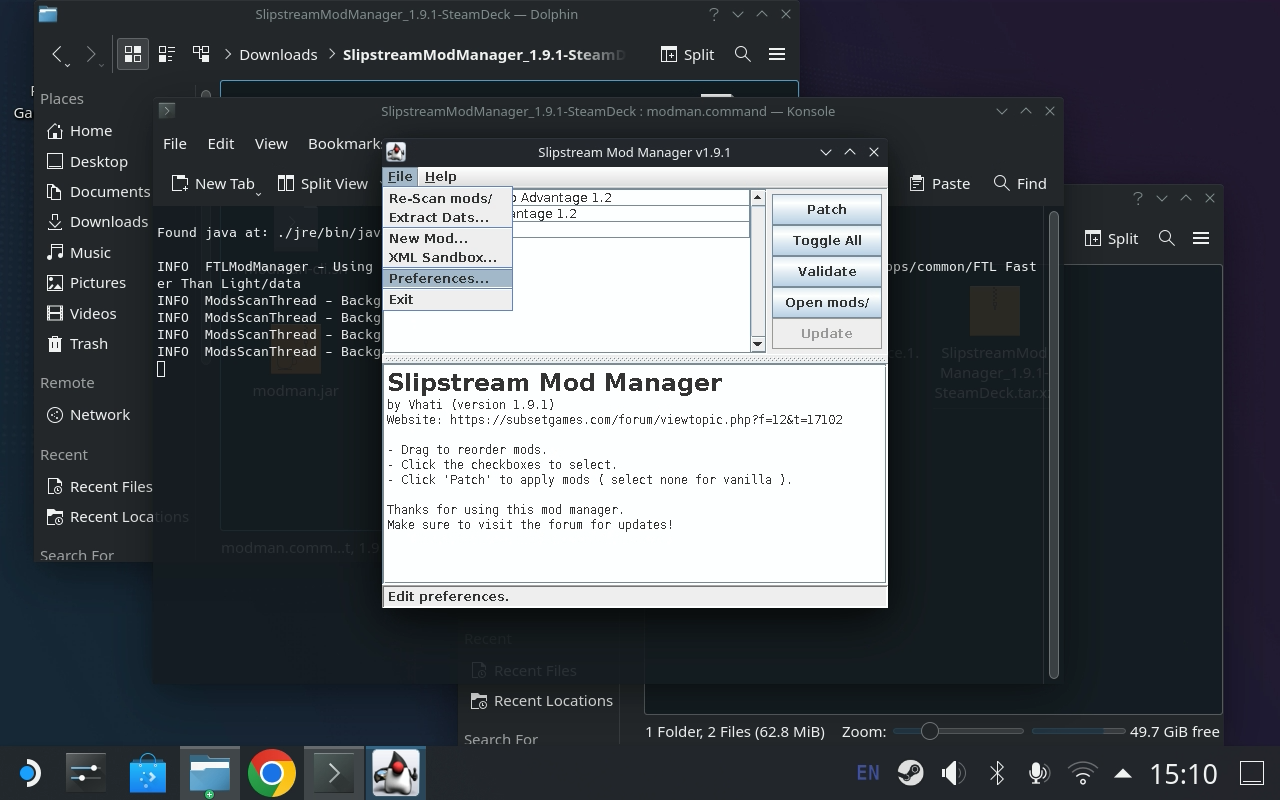 SlipstreamModManager_1.9.1-SteamDeck — Dolphin
Downloads
SlipstreamModManager_1.9.1-SteamD
Split
Places
Home
Desktop
Documents
Downloads
Music
Pictures
Videos
Trash
Remote
Network
Recent
Recent Files
Recent Locations
Search For
SlipstreamModManager_1.9.1-SteamDeck : modman.command — Konsole
File Edit View Bookmark
New Tab
Split View
Paste
Find
Found java at: ./jre/bin/jav
INFO FTLModManager – Using
ops/common/FTL Fast
er Than Light/data
INFO ModsScanThread – Backg
INFO ModsScanThread – Backg
INFO ModsScanThread – Backg
INFO ModsScanThread – Backg
modman.jar
modman.comm...t, 1.9
SlipstreamMod
Manager_1.9.1-
SteamDeck.tar.x
Slipstream Mod Manager v1.9.1
File Help
Re-Scan mods/
Extract Dats...
New Mod...
XML Sandbox...
Preferences...
Exit
Advantage 1.2
antage 1.2
Patch
Toggle All
Validate
Open mods/
Update
Slipstream Mod Manager
by Vhati (version 1.9.1)
Website: https://subsetgames.com/forum/viewtopic.php?f=12&t=17102
- Drag to reorder mods.
- Click the checkboxes to select.
- Click 'Patch' to apply mods ( select none for vanilla ).
Thanks for using this mod manager.
Make sure to visit the forum for updates!
Edit preferences.
Split
Recent
Recent Files
Recent Locations
Search For
1 Folder, 2 Files (62.8 MiB)
Zoom:
49.7 GiB free
EN
15:10